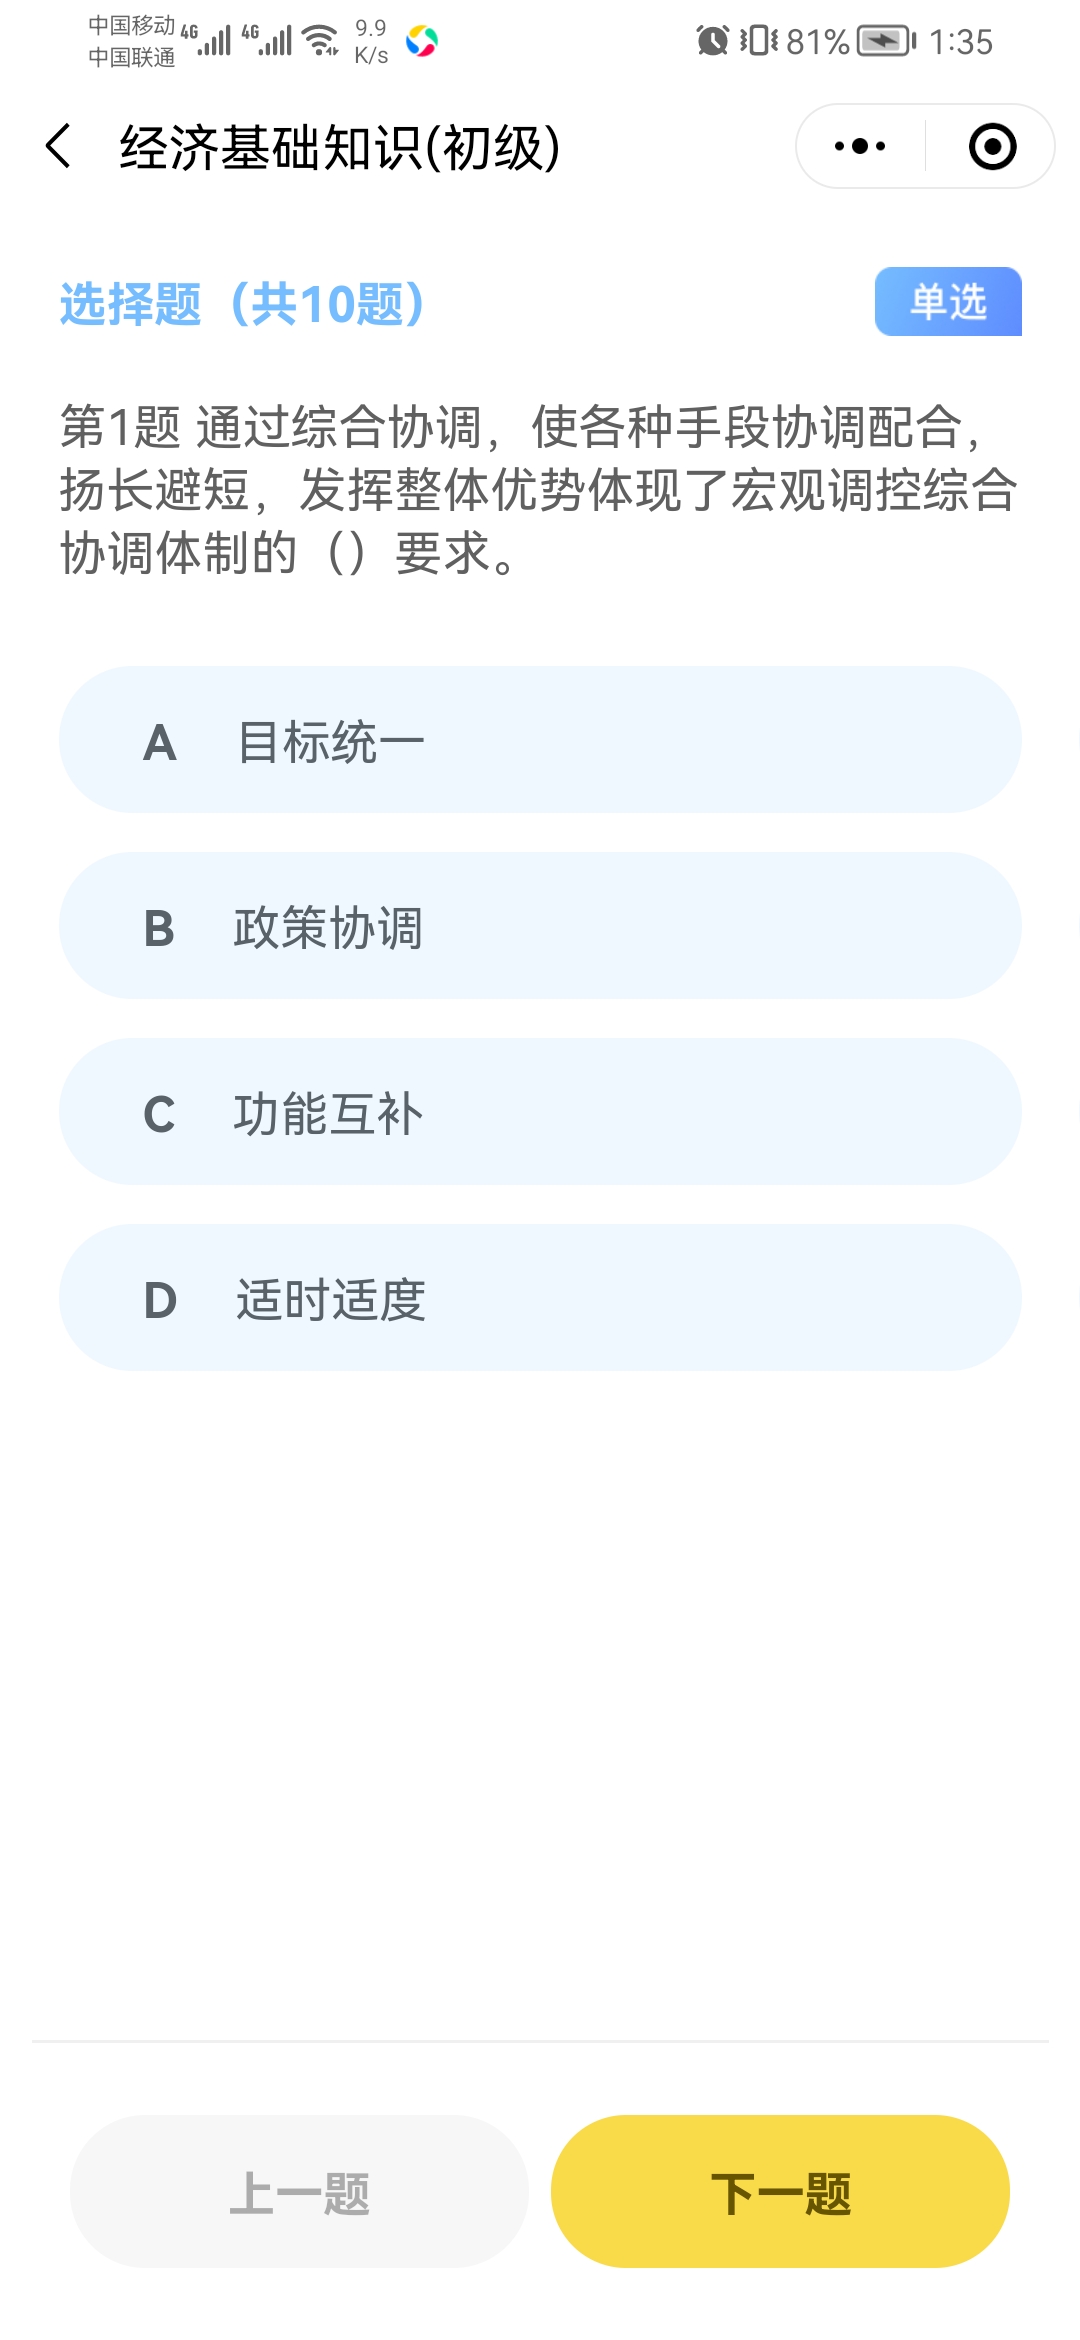 中国移动 4G 4G 9.9 81% 1:35
中国联通 K/s
经济基础知识(初级)
选择题（共10题）
单选
第1题 通过综合协调，使各种手段协调配合，
扬长避短，发挥整体优势体现了宏观调控综合
协调体制的（）要求。
A 目标统一
B 政策协调
C 功能互补
D 适时适度
上一题
下一题